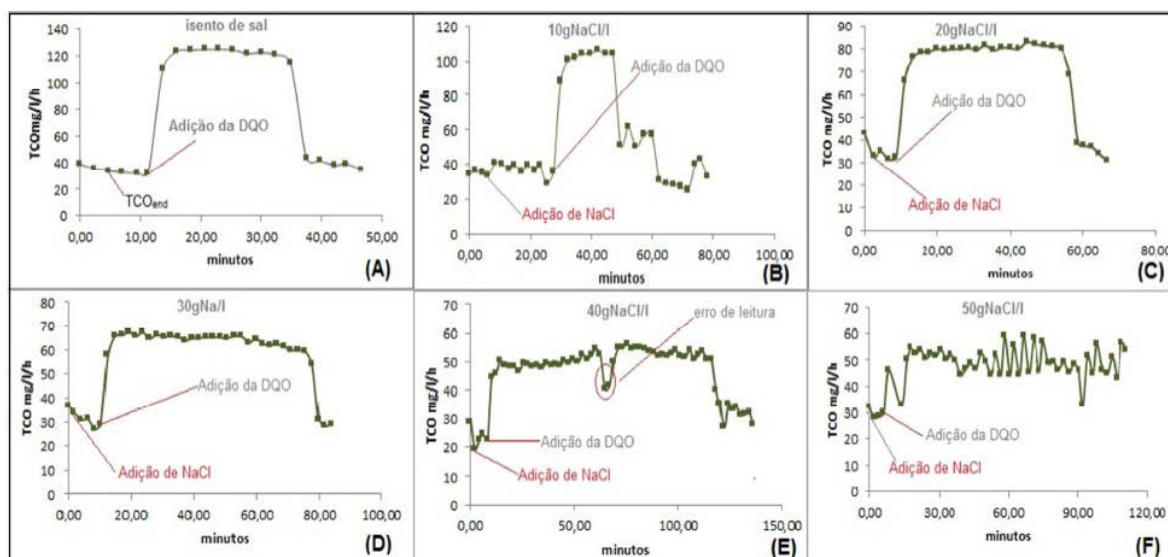 isento de sal
TCOmg/l/h
140
120
100
80
60
40
20
0
Adição da DQO
TCOend
0,00 10,00 20,00 30,00 40,00 50,00
minutos
(A)
10gNaCl/l
TCO mg/l/h
120
100
80
60
40
20
0
Adição da DQO
Adição de NaCl
0,00 20,00 40,00 60,00 80,00 100,00
minutos
(B)
20gNaCl/l
TCO mg/l/h
90
80
70
60
50
40
30
20
10
0
Adição da DQO
Adição de NaCl
0,00 20,00 40,00 60,00 80,00
minutos
(C)
30gNa/l
TCO mg/l/h
80
70
60
50
40
30
20
10
0
Adição da DQO
Adição de NaCl
0,00 20,00 40,00 60,00 80,00 100,00
minutos
(D)
40gNaCl/l
erro de leitura
TCO mg/l/h
70
60
50
40
30
20
10
0
Adição da DQO
Adição de NaCl
0,00 50,00 100,00 150,00
minutos
(E)
50gNaCl/l
TCO mg/l/h
70
60
50
40
30
20
10
0
Adição da DQO
Adição de NaCl
0,00 30,00 60,00 90,00 120,00
minutos
(F)